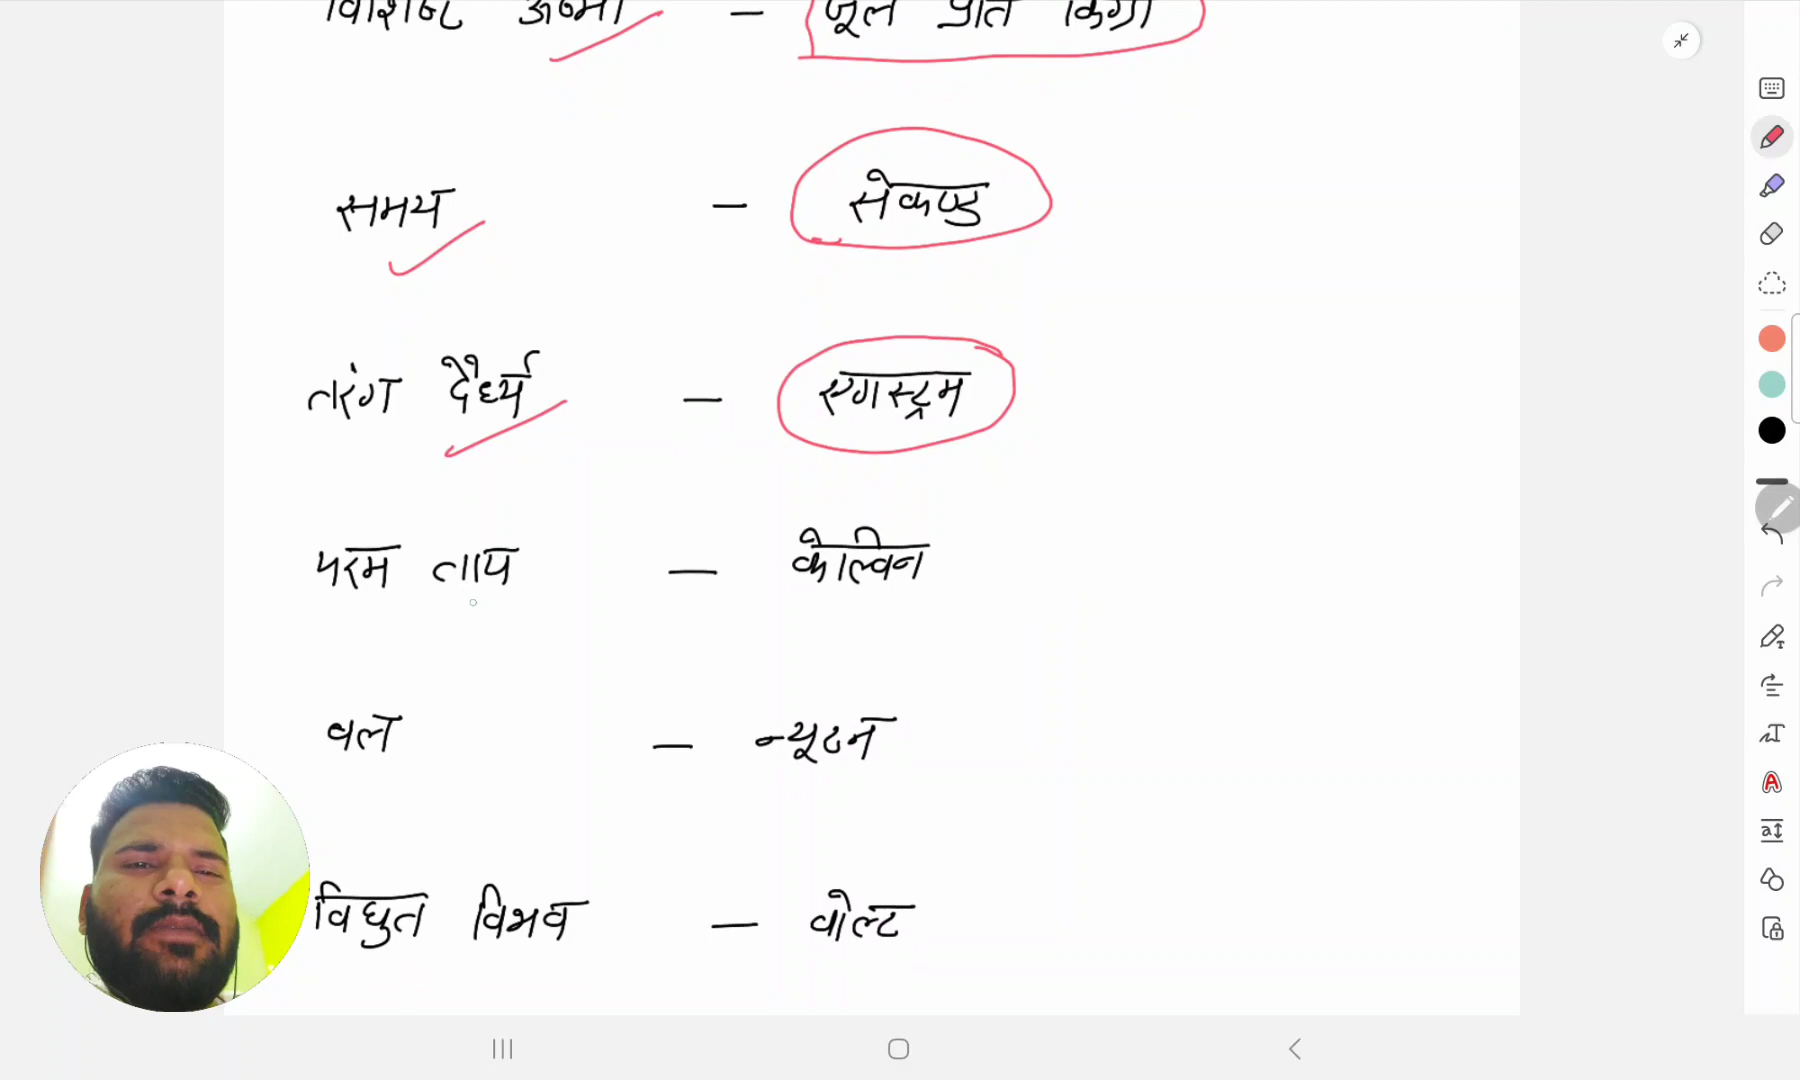 विशिष्ट ऊष्मा – जूल प्रति किग्रा
समय – सेकण्ड
तरंग दैर्ध्य – एंगस्ट्रम
परम ताप – केल्विन
बल – न्यूटन
विधुत विभव – वोल्ट